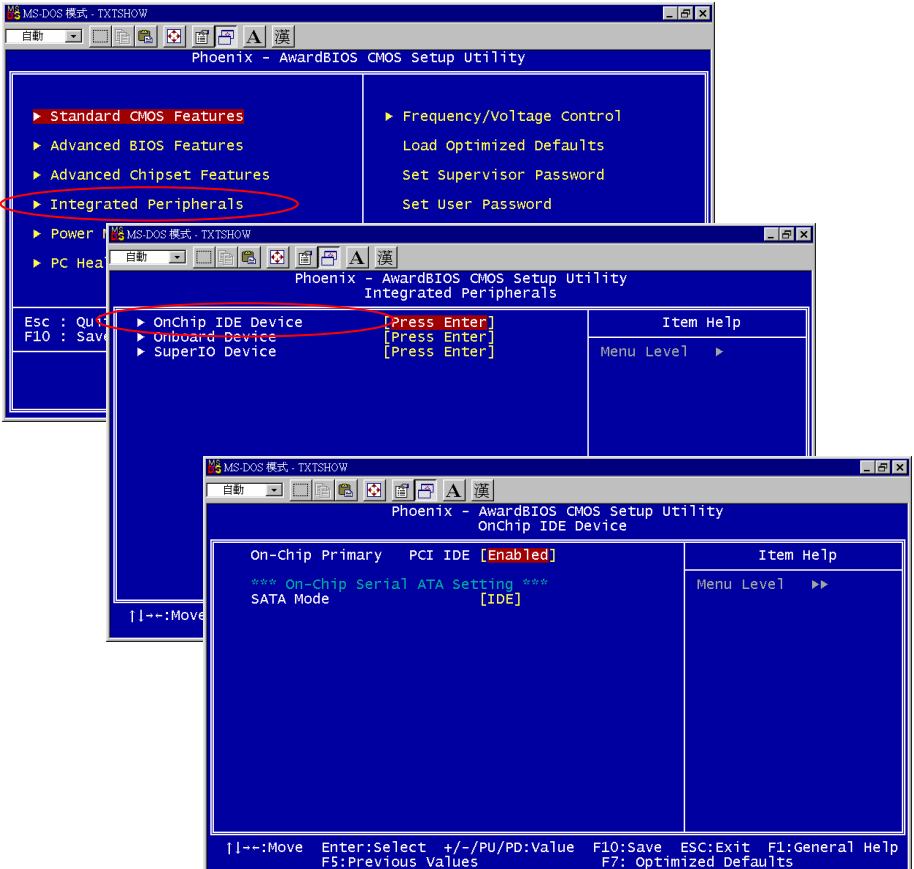 MS-DOS 模式 - TXTSHOW
自動
A 漢
Phoenix - AwardBIOS CMOS Setup Utility
Standard CMOS Features
Advanced BIOS Features
Advanced Chipset Features
Integrated Peripherals
Power
PC Hea
Frequency/Voltage Control
Load Optimized Defaults
Set Supervisor Password
Set User Password
Esc : Qui
F10 : Save
MS-DOS 模式 - TXTSHOW
自動
A 漢
Phoenix - AwardBIOS CMOS Setup Utility
Integrated Peripherals
OnChip IDE Device [Press Enter]
Onboard Device [Press Enter]
SuperIO Device [Press Enter]
Item Help
Menu Level ▶
↑↓→←:Move
MS-DOS 模式 - TXTSHOW
自動
A 漢
Phoenix - AwardBIOS CMOS Setup Utility
OnChip IDE Device
On-Chip Primary PCI IDE [Enabled]
*** On-Chip Serial ATA Setting ***
SATA Mode [IDE]
Item Help
Menu Level ▶▶
↑↓→←:Move Enter:Select +/-/PU/PD:Value F10:Save ESC:Exit F1:General Help
F5:Previous Values F7: Optimized Defaults